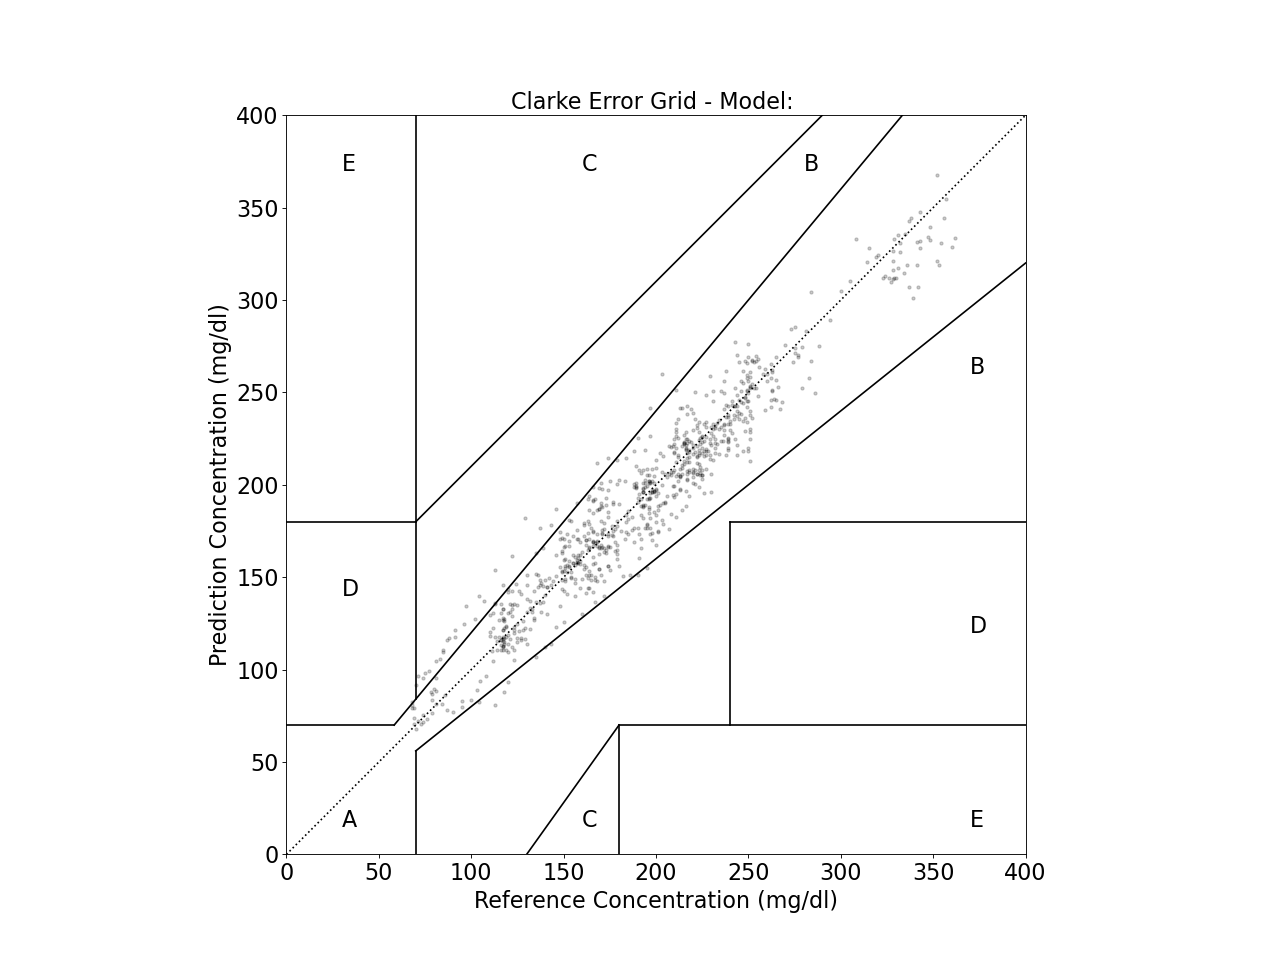 Clarke Error Grid - Model:
400
350
300
250
200
150
100
50
0
Prediction Concentration (mg/dl)
E
C
B
B
D
D
A
C
E
0 50 100 150 200 250 300 350 400
Reference Concentration (mg/dl)